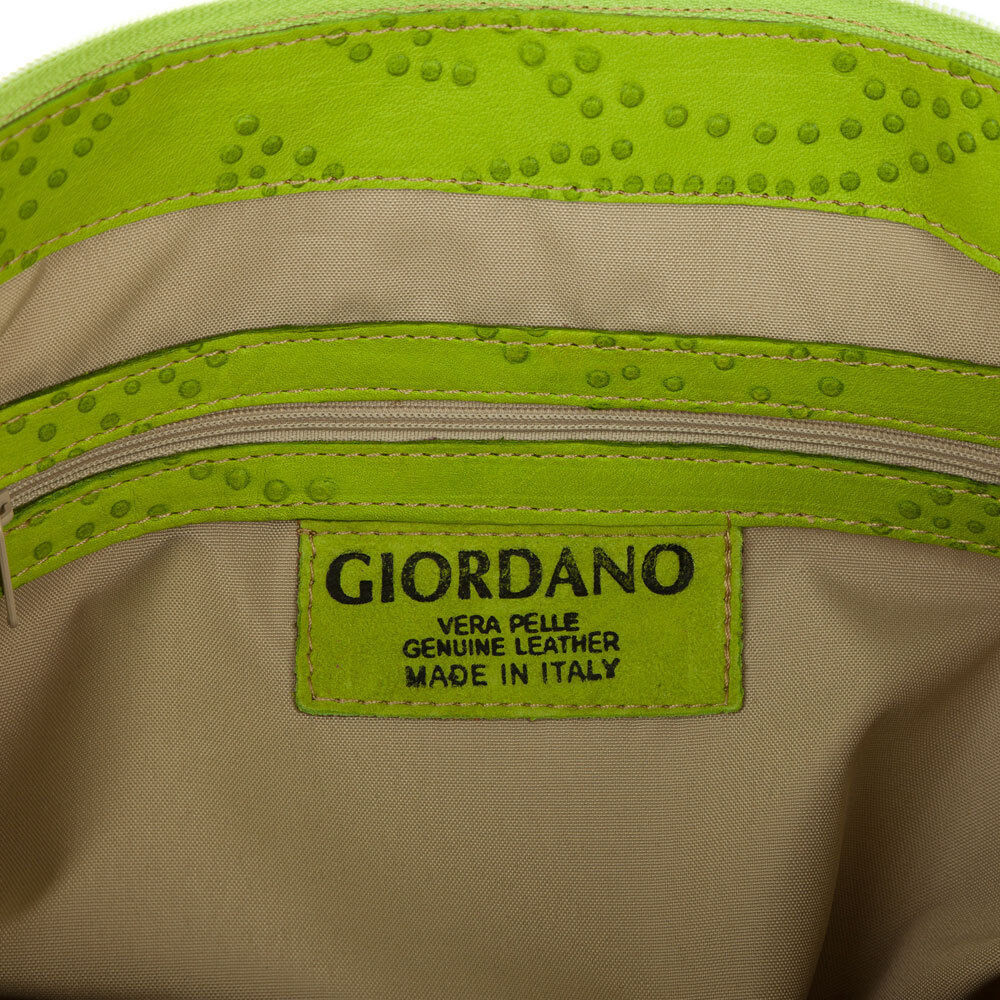 GIORDANO
VERA PELLE
GENUINE LEATHER
MADE IN ITALY